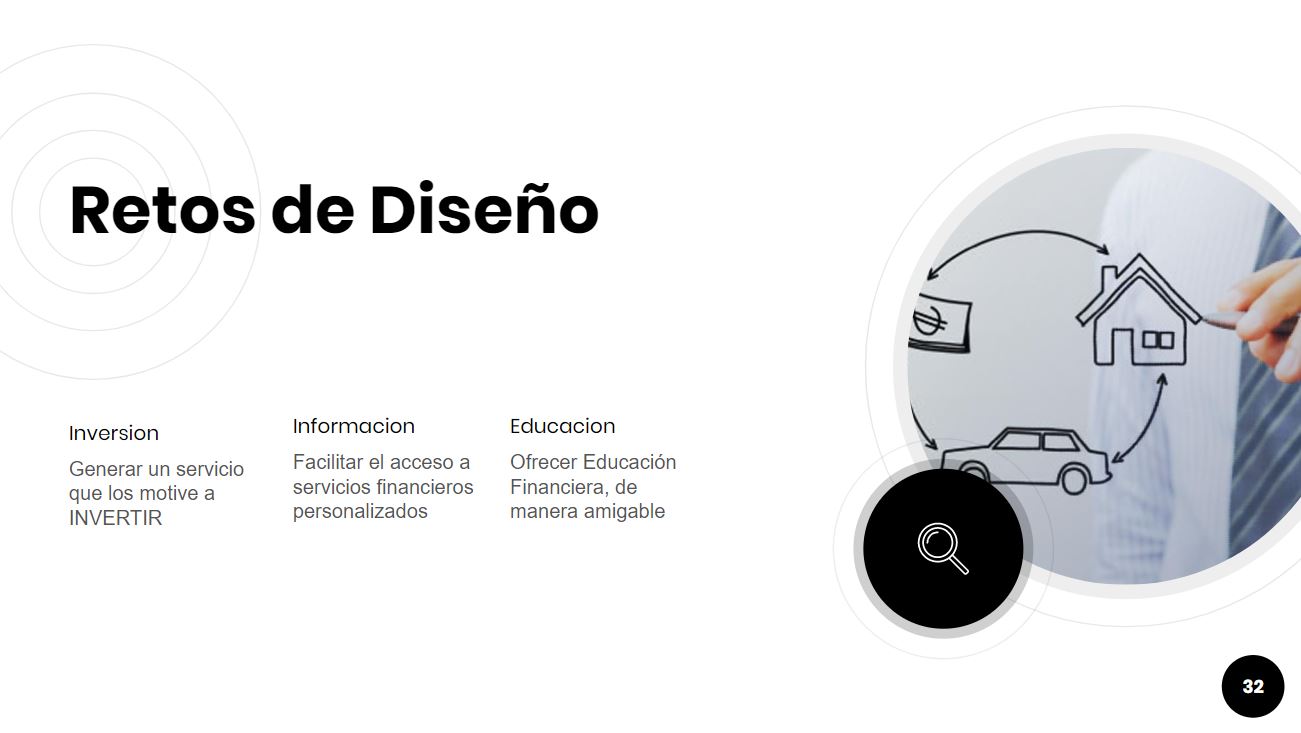 Retos de Diseño
Inversion
Generar un servicio
que los motive a
INVERTIR
Informacion
Facilitar el acceso a
servicios financieros
personalizados
Educacion
Ofrecer Educación
Financiera, de
manera amigable
32